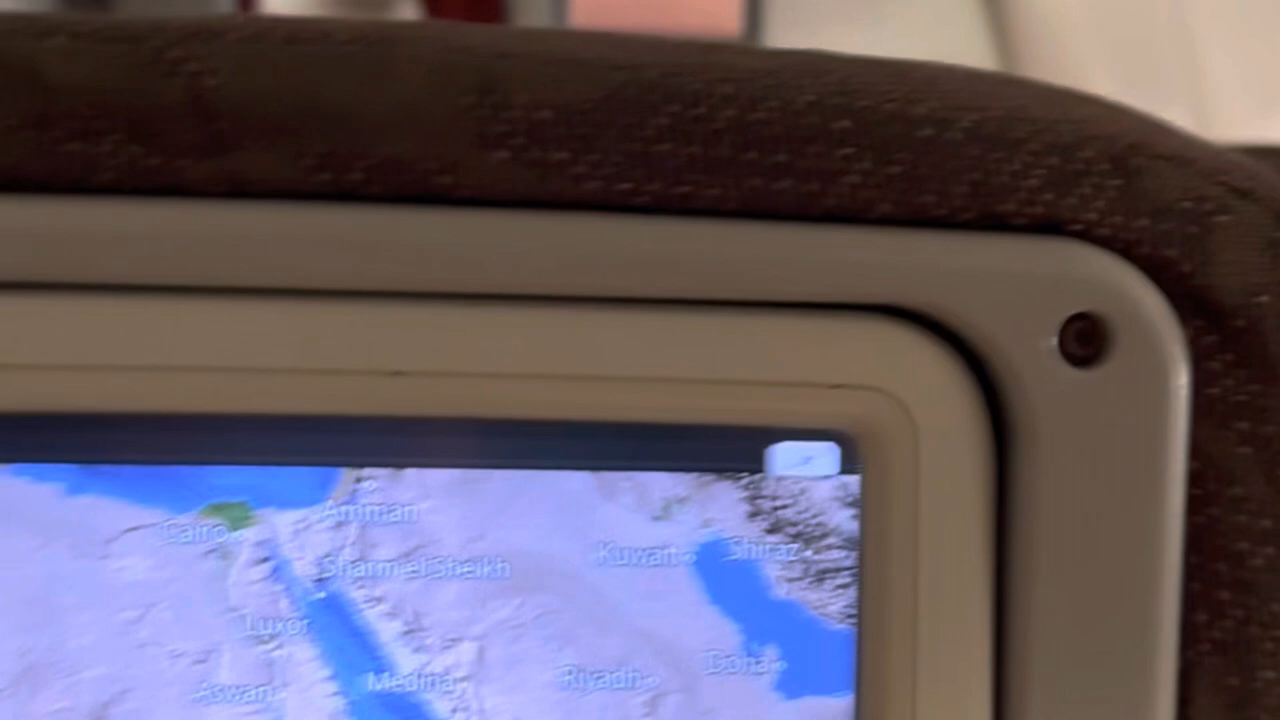 Amman
Cairo
Kuwait
Shiraz
Sharm el Sheikh
Luxor
Doha
Medina
Riyadh
Aswan